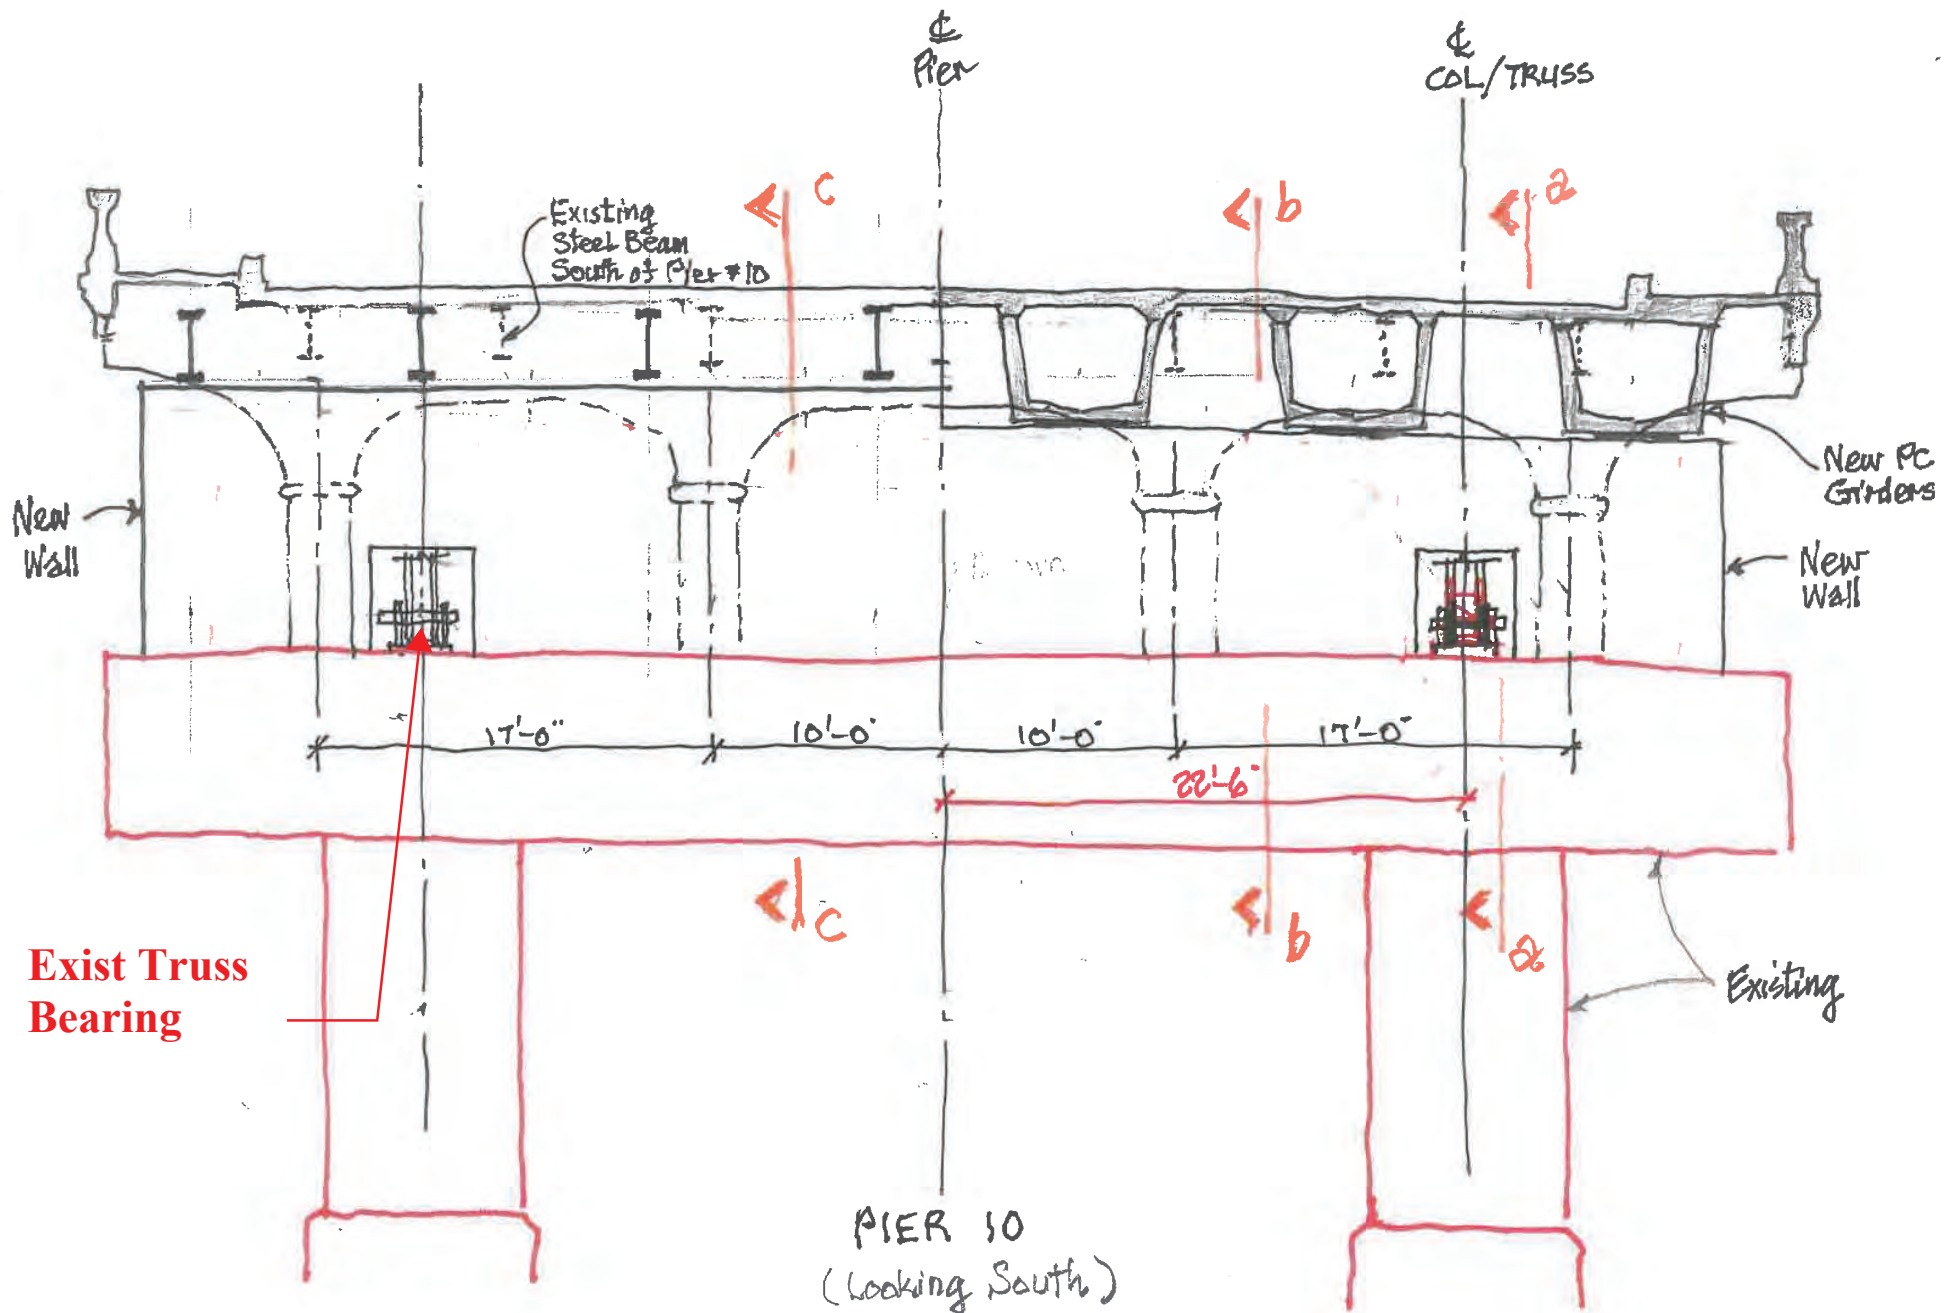 ℄
Pier
℄
COL/TRUSS
c
b
a
Existing
Steel Beam
South of Pier #10
New
Wall
New PC
Girders
New
Wall
17'-0"
10'-0"
10'-0"
17'-0"
22'-6"
c
b
a
Exist Truss
Bearing
Existing
PIER 10
(Looking South)